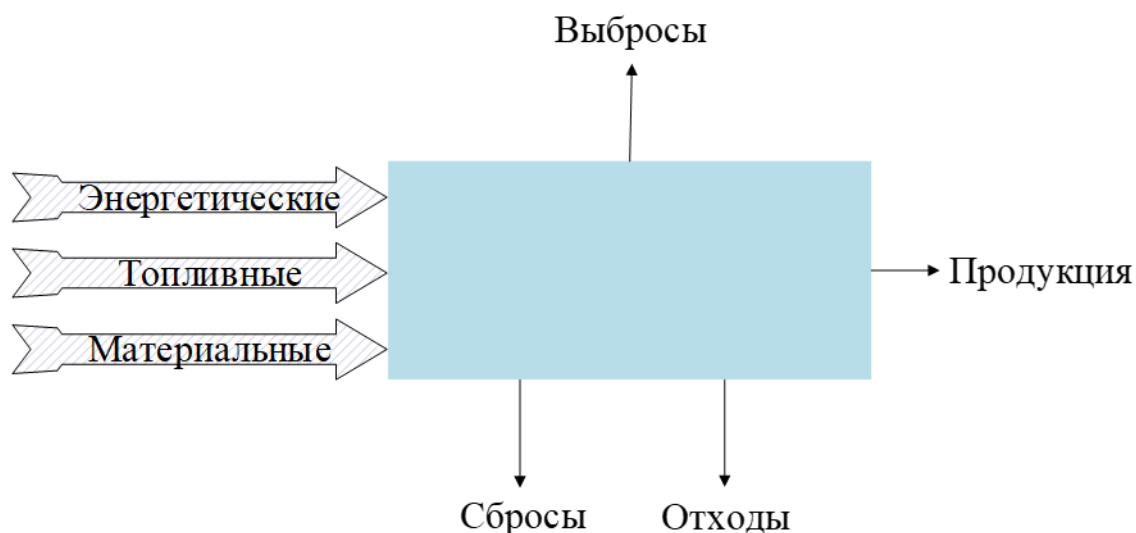 Выбросы
Энергетические
Топливные
Продукция
Материальные
Сбросы
Отходы